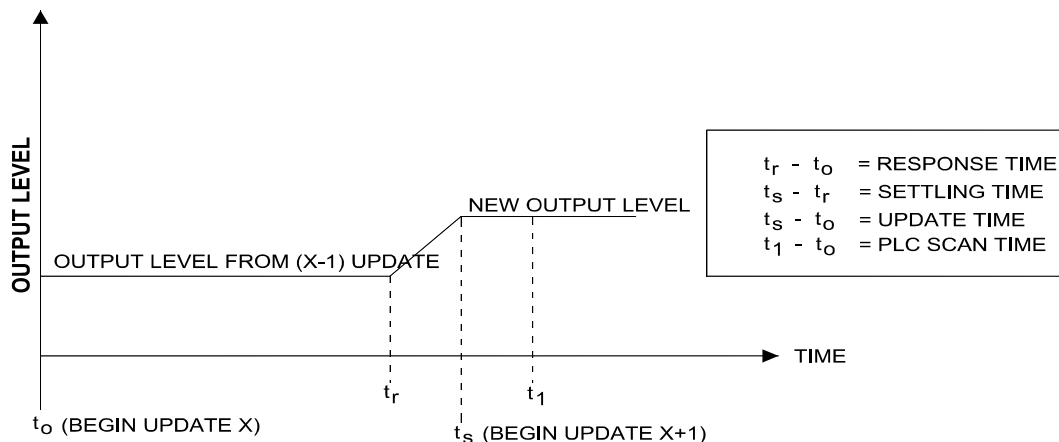 OUTPUT LEVEL
NEW OUTPUT LEVEL
OUTPUT LEVEL FROM (X-1) UPDATE
TIME
tr
t1
to (BEGIN UPDATE X)
ts (BEGIN UPDATE X+1)
tr - to = RESPONSE TIME
ts - tr = SETTLING TIME
ts - to = UPDATE TIME
t1 - to = PLC SCAN TIME